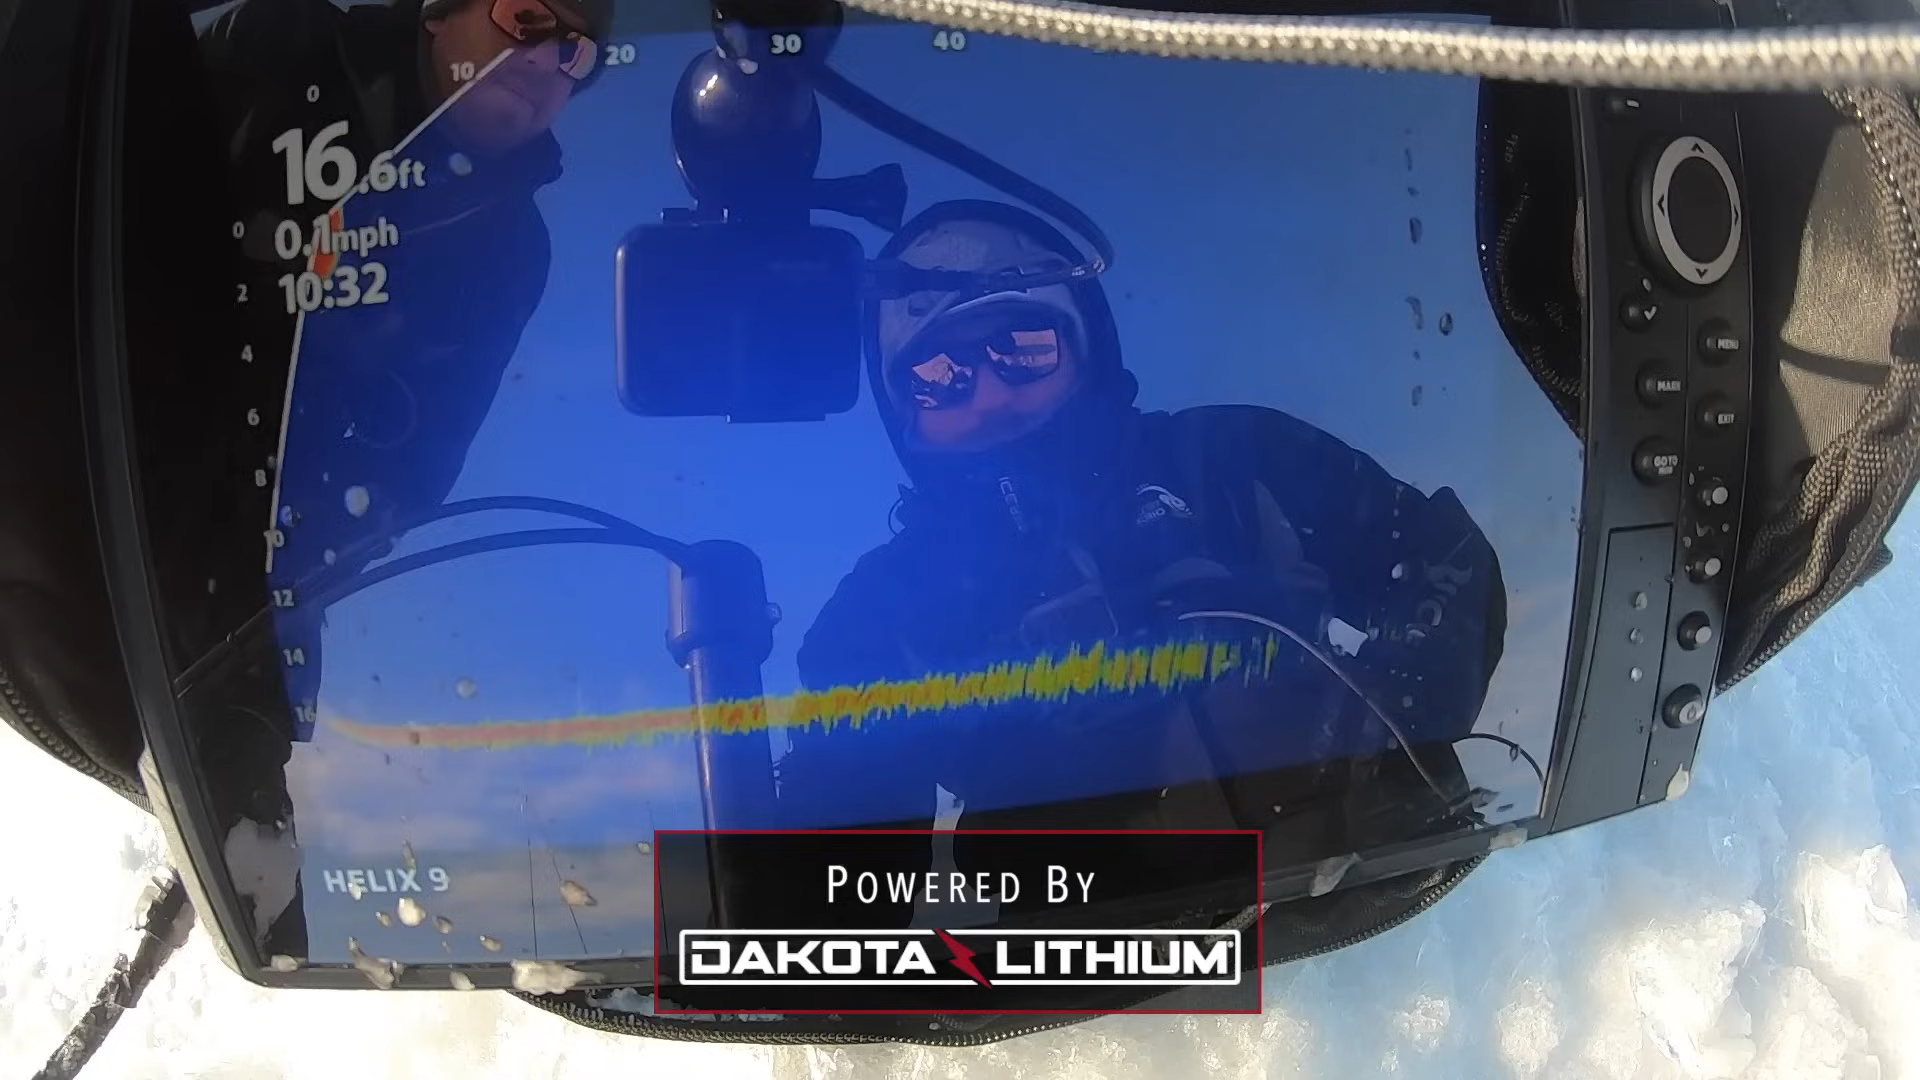 10 20 30 40
0
16.6ft
0.1mph
10:32
0
2
4
6
8
10
12
14
16
HELIX 9
MENU
MARK
EXIT
GOTO
POWERED BY
DAKOTA LITHIUM